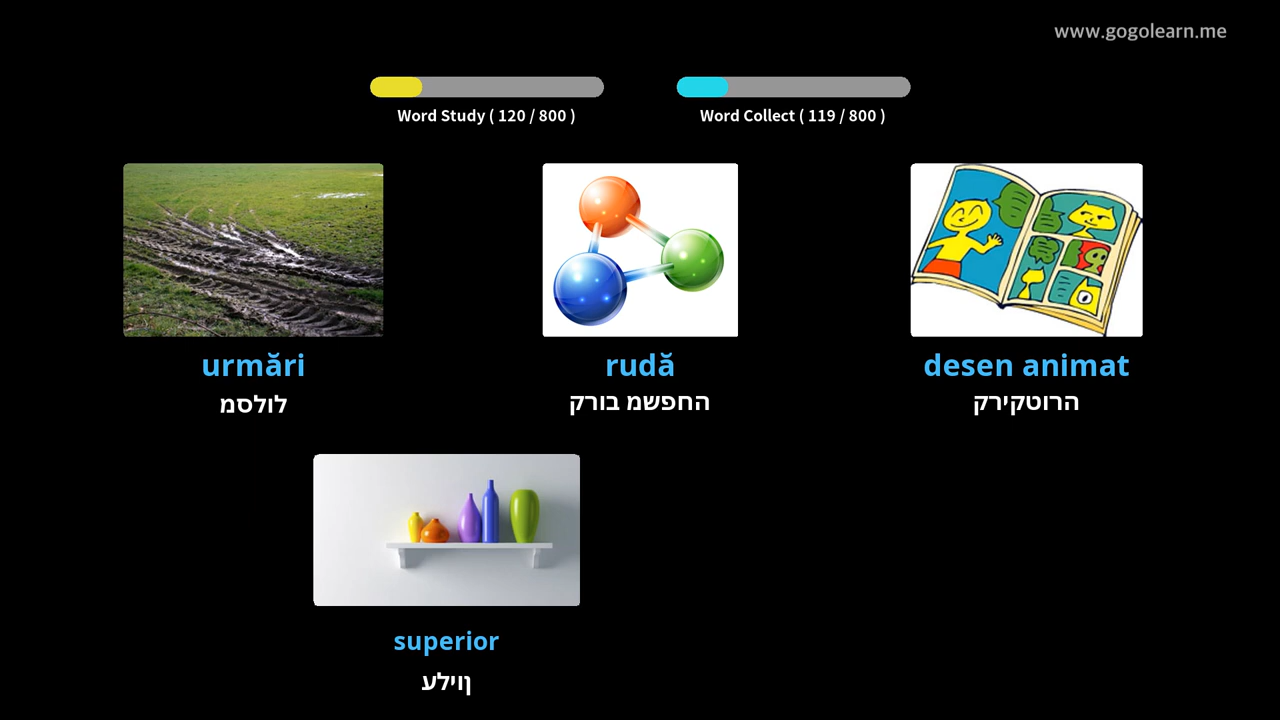 www.gogolearn.me
Word Study ( 120 / 800 )
Word Collect ( 119 / 800 )
urmări
rudă
desen animat
מסלול
קרוב משפחה
קריקטורה
superior
עליון